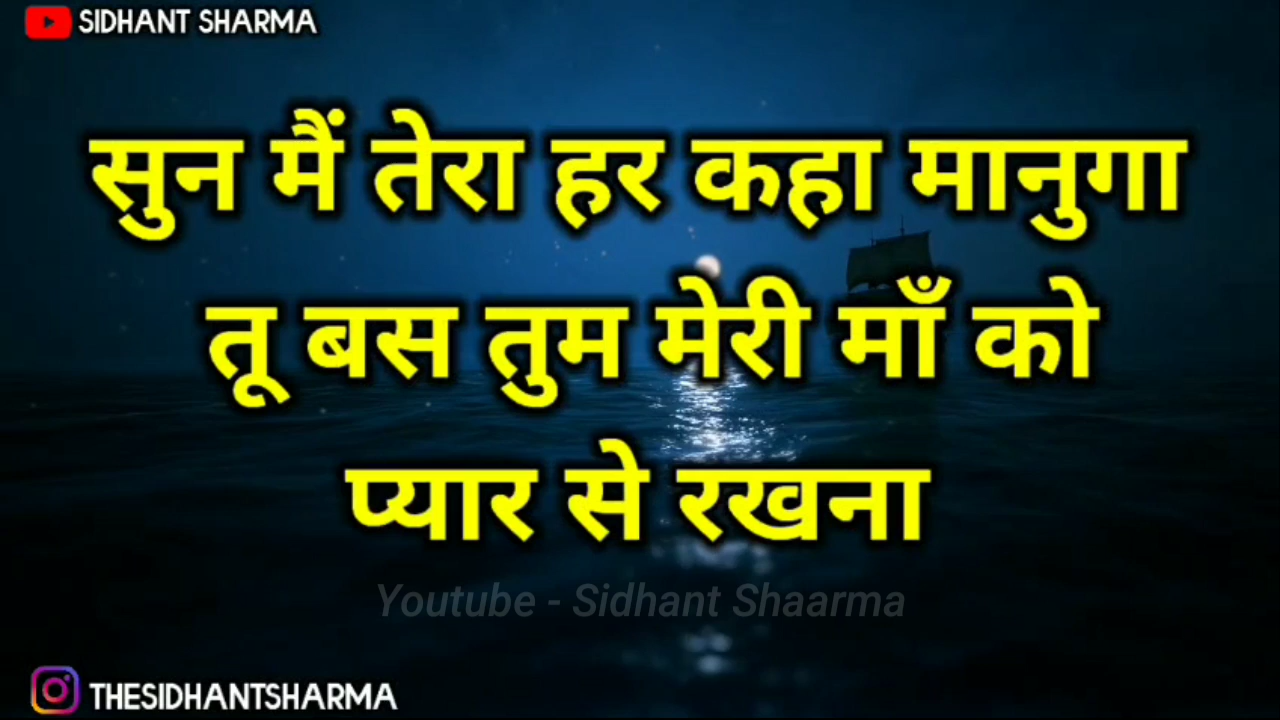 SIDHANT SHARMA
सुन मैं तेरा हर कहा मानुगा
तू बस तुम मेरी माँ को
प्यार से रखना
Youtube - Sidhant Shaarma
THESIDHANTSHARMA